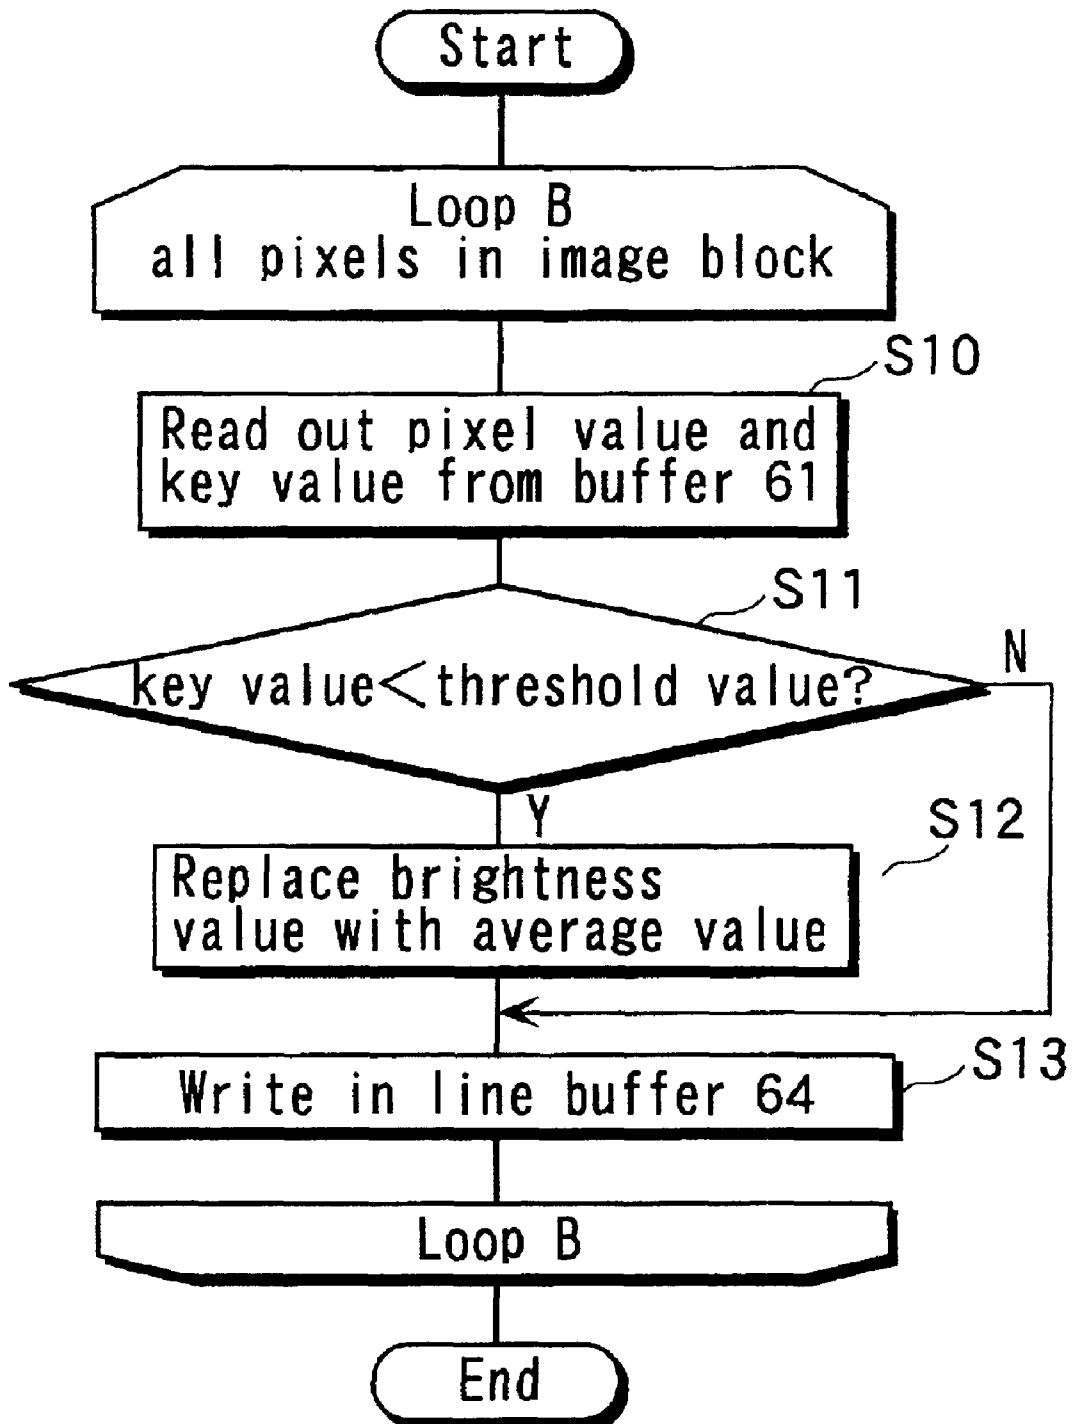 Start
Loop B
all pixels in image block
S10
Read out pixel value and
key value from buffer 61
S11
key value<threshold value?
N
Y
S12
Replace brightness
value with average value
S13
Write in line buffer 64
Loop B
End